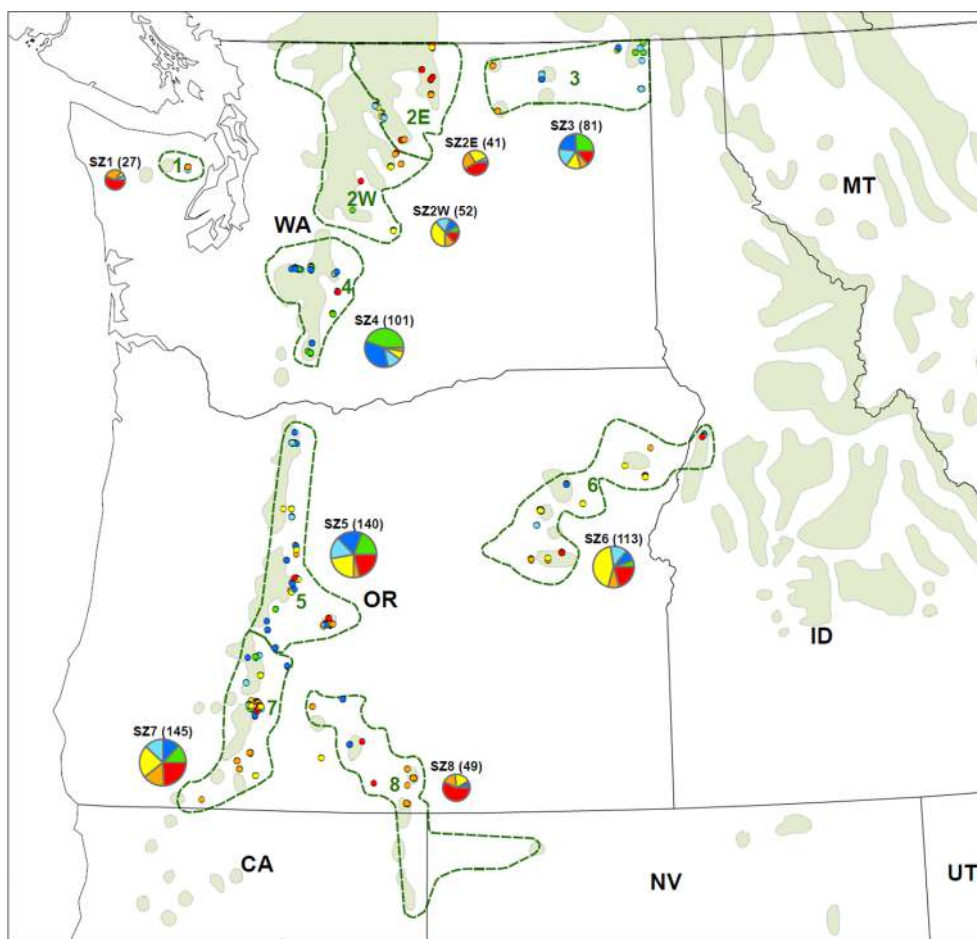 2E
3
SZ1 (27)
1
SZ2E (41)
SZ3 (81)
MT
2W
SZ2W (52)
WA
4
SZ4 (101)
6
SZ5 (140)
SZ6 (113)
5
OR
ID
7
SZ7 (145)
8
SZ8 (49)
CA
NV
UT